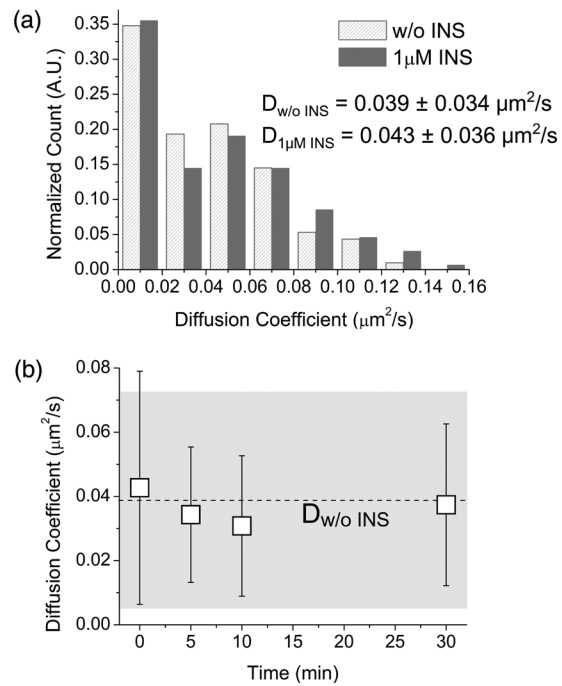 (a)
w/o INS
1μM INS
D w/o INS = 0.039 ± 0.034 μm²/s
D 1μM INS = 0.043 ± 0.036 μm²/s
Normalized Count (A.U.)
0.35
0.30
0.25
0.20
0.15
0.10
0.05
0.00
0.00 0.02 0.04 0.06 0.08 0.10 0.12 0.14 0.16
Diffusion Coefficient (μm²/s)
(b)
Diffusion Coefficient (μm²/s)
0.08
0.06
0.04
0.02
0.00
D w/o INS
0 5 10 15 20 25 30
Time (min)